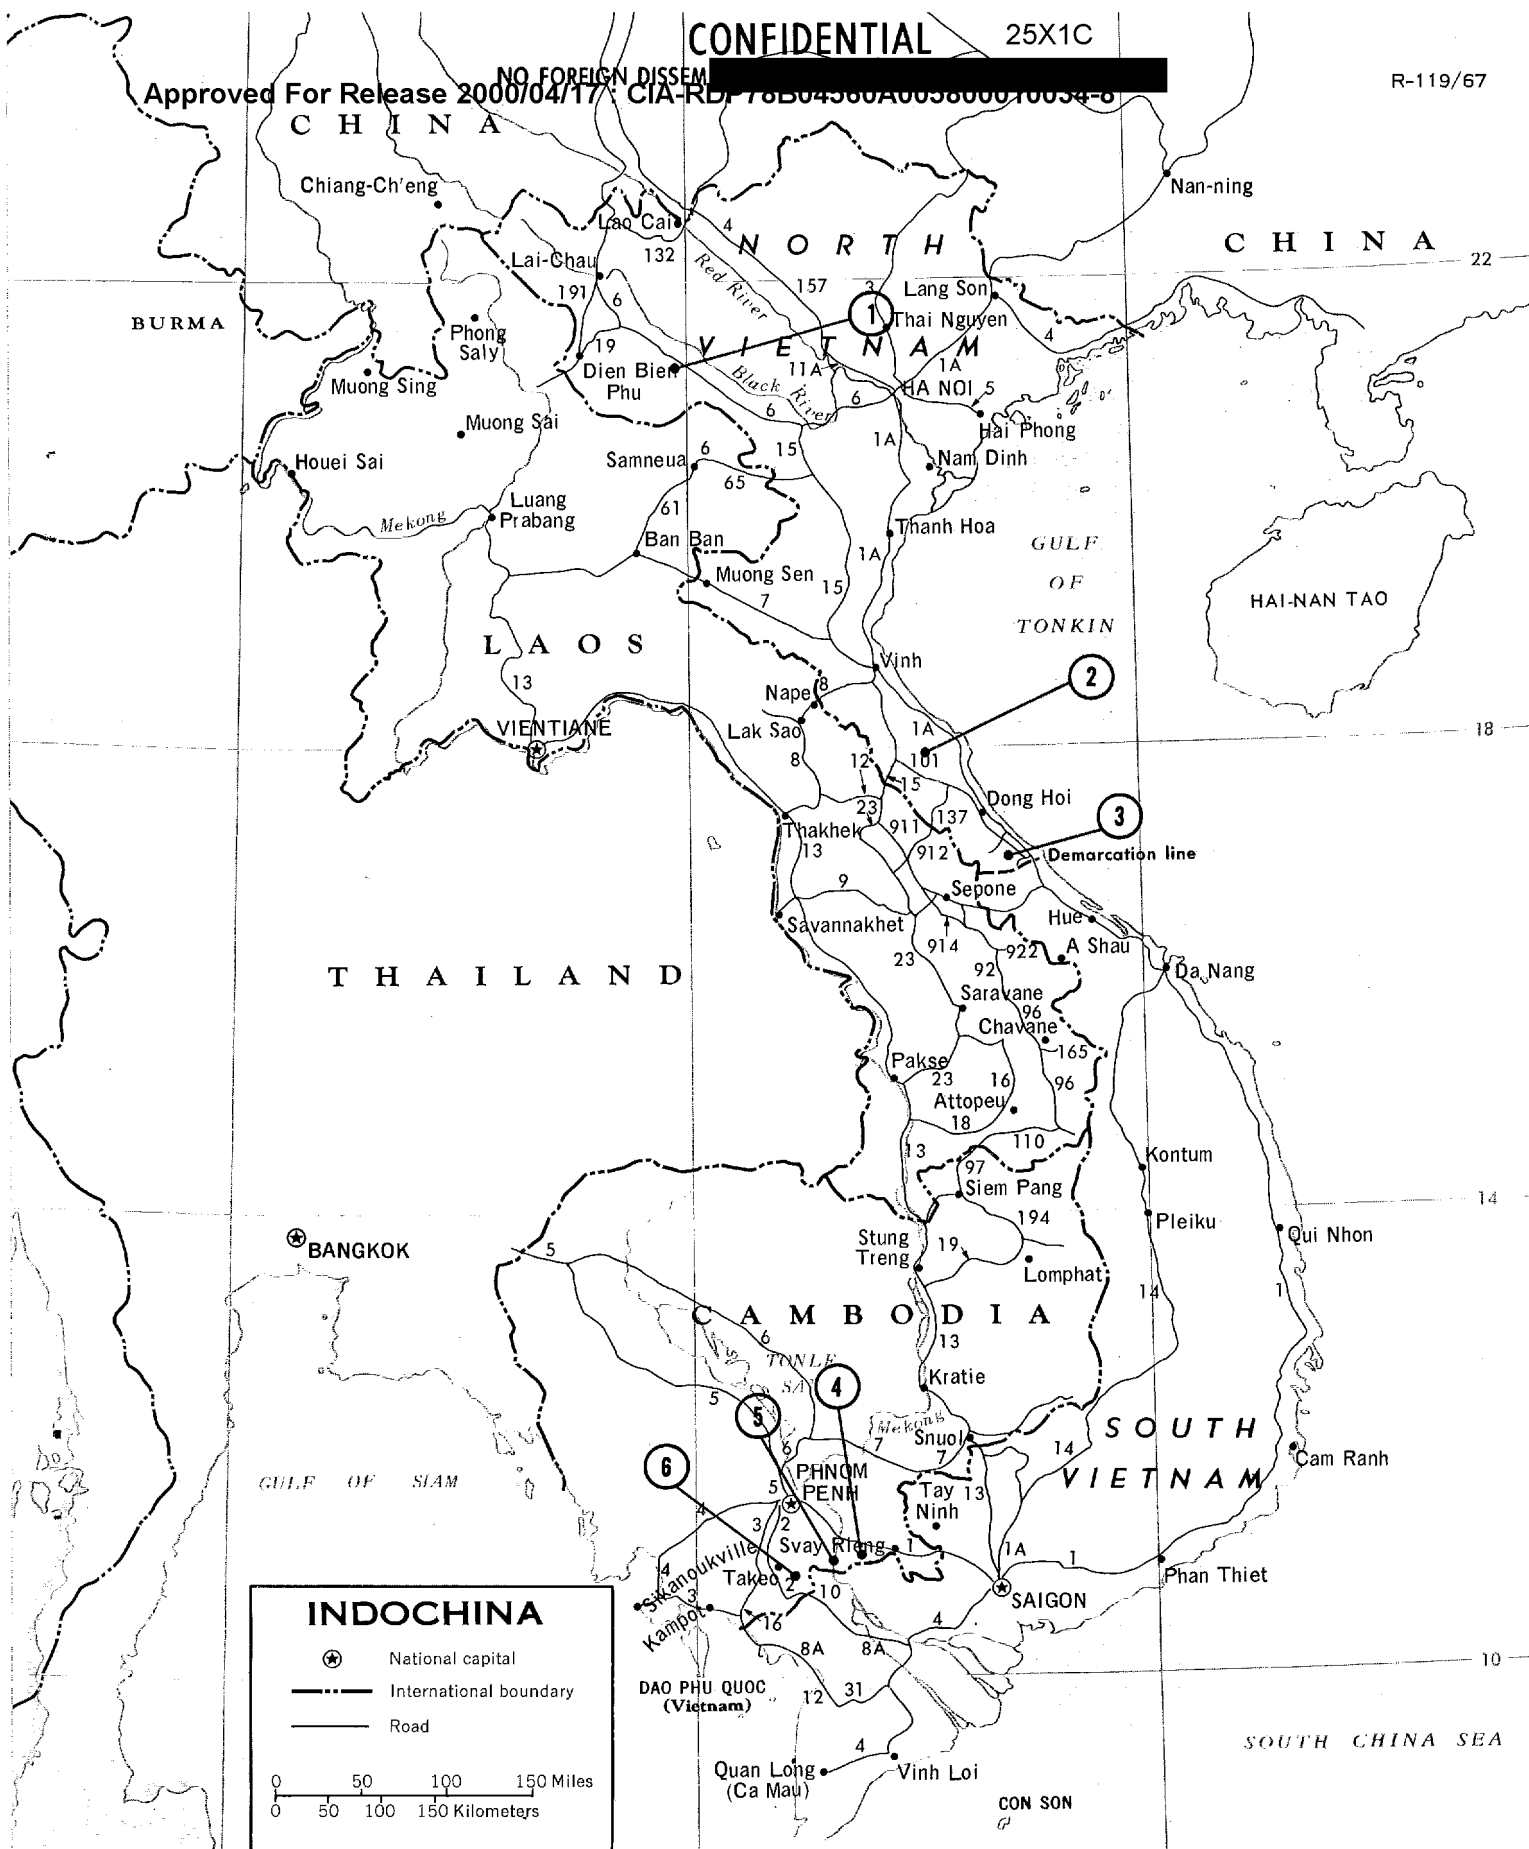 CONFIDENTIAL
25X1C
NO FOREIGN DISSEM
R-119/67
Approved For Release 2000/04/17 : CIA-RDP78B04560A005800010034-8
CHINA
Chiang-Ch'eng
Nan-ning
Lao Cai
4
NORTH
CHINA
132
Red River
22
Lai-Chau
191
6
157
3
Lang Son
1
Thai Nguyen
4
BURMA
Phong
Saly
19
VIETNAM
Dien Bien
Phu
11A
1A
Black River
HA NOI
5
Muong Sing
6
6
Hai Phong
Muong Sai
15
1A
Houei Sai
Samneua
6
Nam Dinh
65
61
Luang
Prabang
Mekong
Thanh Hoa
Ban Ban
1A
GULF
OF
TONKIN
Muong Sen
7
15
HAI-NAN TAO
LAOS
Vinh
13
2
Nape
8
VIENTIANE
Lak Sao
1A
18
8
12
101
15
Dong Hoi
23
911
137
3
Thakhek
13
912
Demarcation line
9
Sepone
Savannakhet
Hue
914
922
A Shau
23
92
Da Nang
THAILAND
Saravane
96
Chavane
165
Pakse
23
16
96
Attopeu
18
110
13
97
Kontum
Siem Pang
14
194
Pleiku
Stung
Treng
19
Qui Nhon
BANGKOK
5
Lomphat
14
1
CAMBODIA
6
13
TONLE
SA
4
Kratie
5
5
Mekong
SOUTH
Snuol
7
7
14
6
6
PHNOM
PENH
VIETNAM
Cam Ranh
GULF OF SIAM
5
Tay
Ninh
13
4
3
2
Svay Rieng
1
1A
1
4
Sikanoukville
Takeo
2
10
Phan Thiet
SAIGON
3
Kampot
16
4
8A
8A
INDOCHINA
National capital
International boundary
Road
0 50 100 150 Miles
0 50 100 150 Kilometers
DAO PHU QUOC
(Vietnam)
12
31
10
4
SOUTH CHINA SEA
Quan Long
(Ca Mau)
Vinh Loi
CON SON